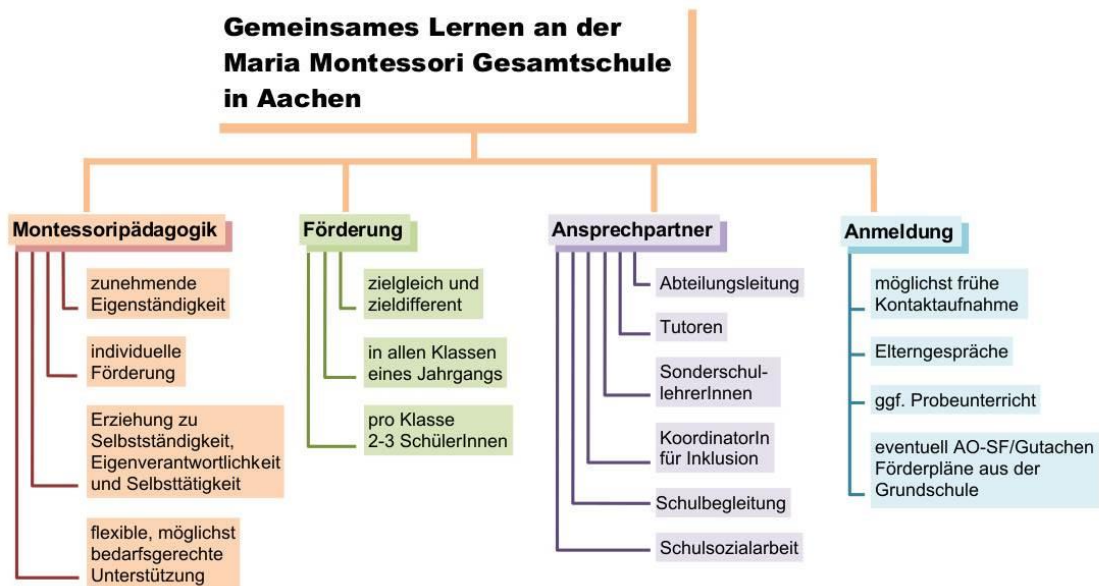 Gemeinsames Lernen an der
Maria Montessori Gesamtschule
in Aachen
Montessoripädagogik
zunehmende
Eigenständigkeit
individuelle
Förderung
Erziehung zu
Selbstständigkeit,
Eigenverantwortlichkeit
und Selbsttätigkeit
flexible, möglichst
bedarfsgerechte
Unterstützung
Förderung
zielgleich und
zieldifferent
in allen Klassen
eines Jahrgangs
pro Klasse
2-3 SchülerInnen
Ansprechpartner
Abteilungsleitung
Tutoren
Sonderschul-
lehrerInnen
KoordinatorIn
für Inklusion
Schulbegleitung
Schulsozialarbeit
Anmeldung
möglichst frühe
Kontaktaufnahme
Elterngespräche
ggf. Probeunterricht
eventuell AO-SF/Gutachen
Förderpläne aus der
Grundschule